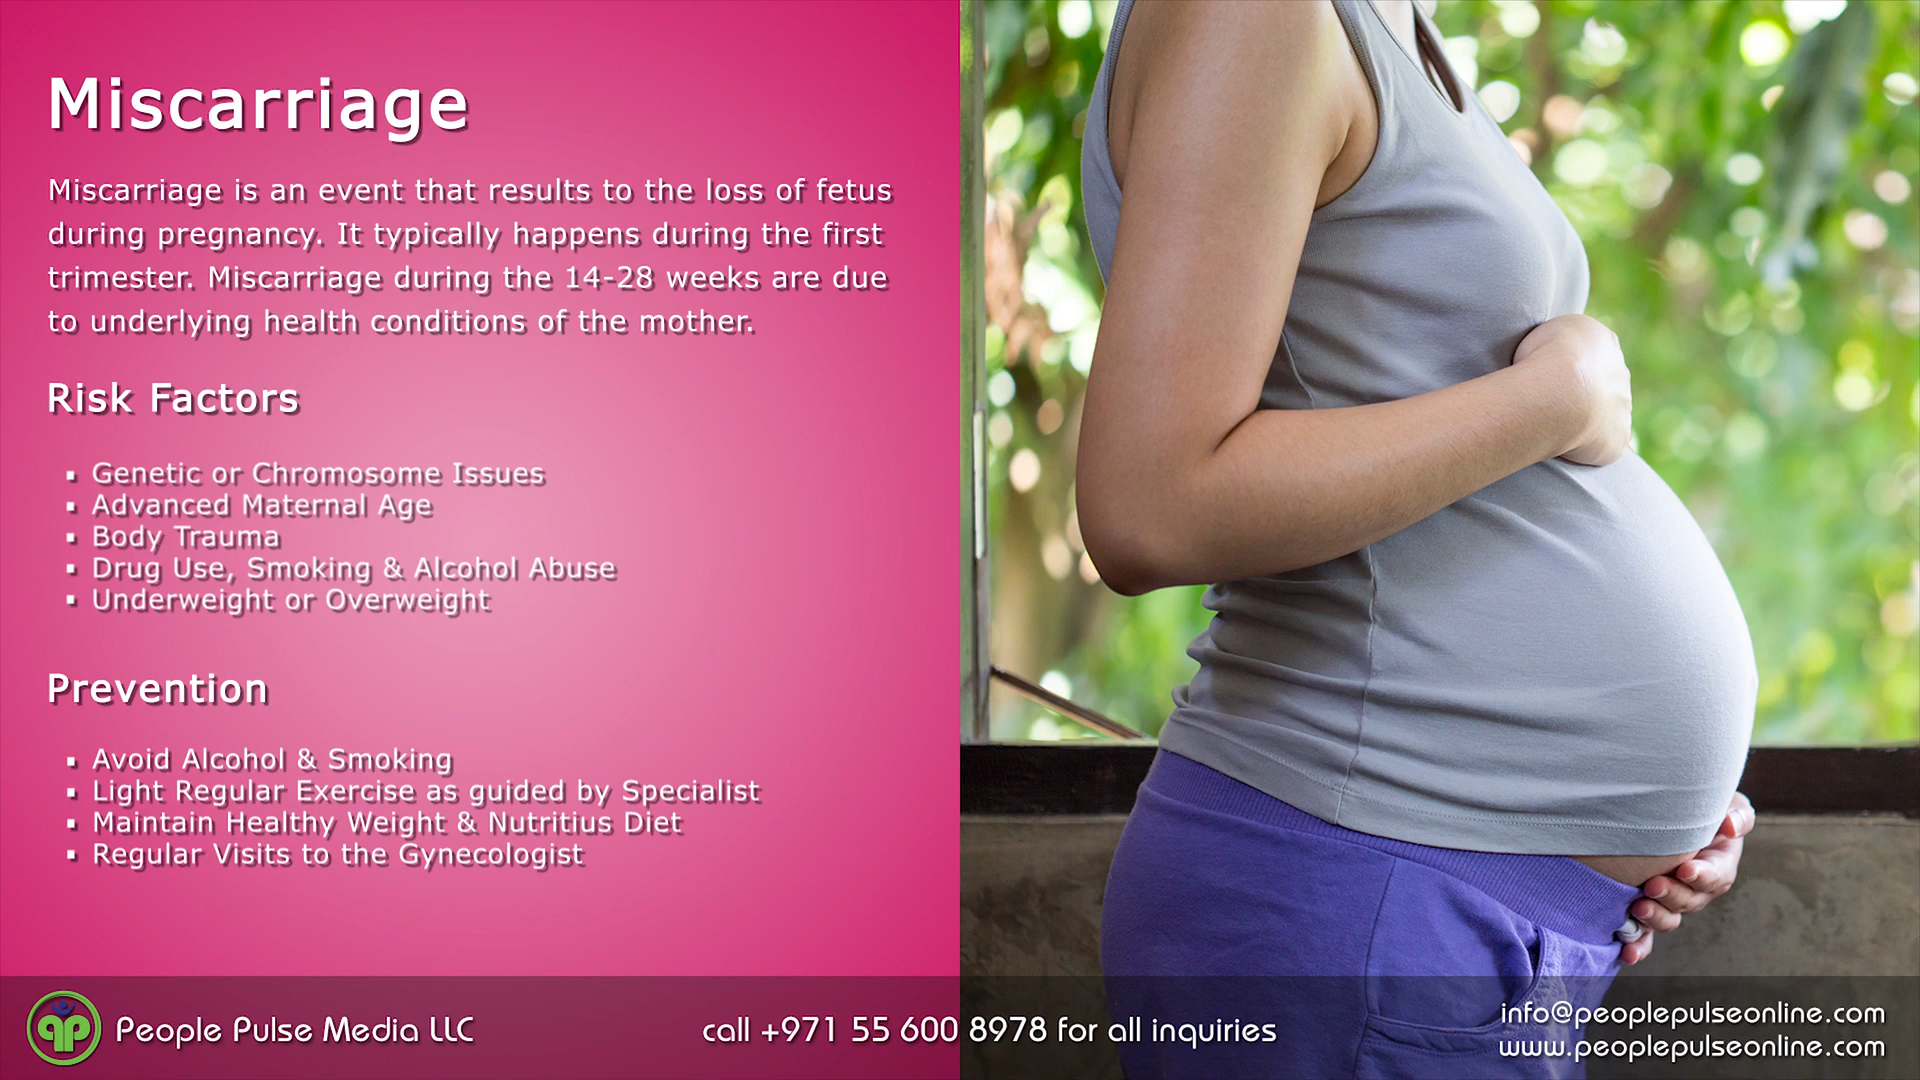 Miscarriage
Miscarriage is an event that results to the loss of fetus
during pregnancy. It typically happens during the first
trimester. Miscarriage during the 14-28 weeks are due
to underlying health conditions of the mother.
Risk Factors
▪ Genetic or Chromosome Issues
▪ Advanced Maternal Age
▪ Body Trauma
▪ Drug Use, Smoking & Alcohol Abuse
▪ Underweight or Overweight
Prevention
▪ Avoid Alcohol & Smoking
▪ Light Regular Exercise as guided by Specialist
▪ Maintain Healthy Weight & Nutritius Diet
▪ Regular Visits to the Gynecologist
People Pulse Media LLC
call +971 55 600 8978 for all inquiries
info@peoplepulseonline.com
www.peoplepulseonline.com